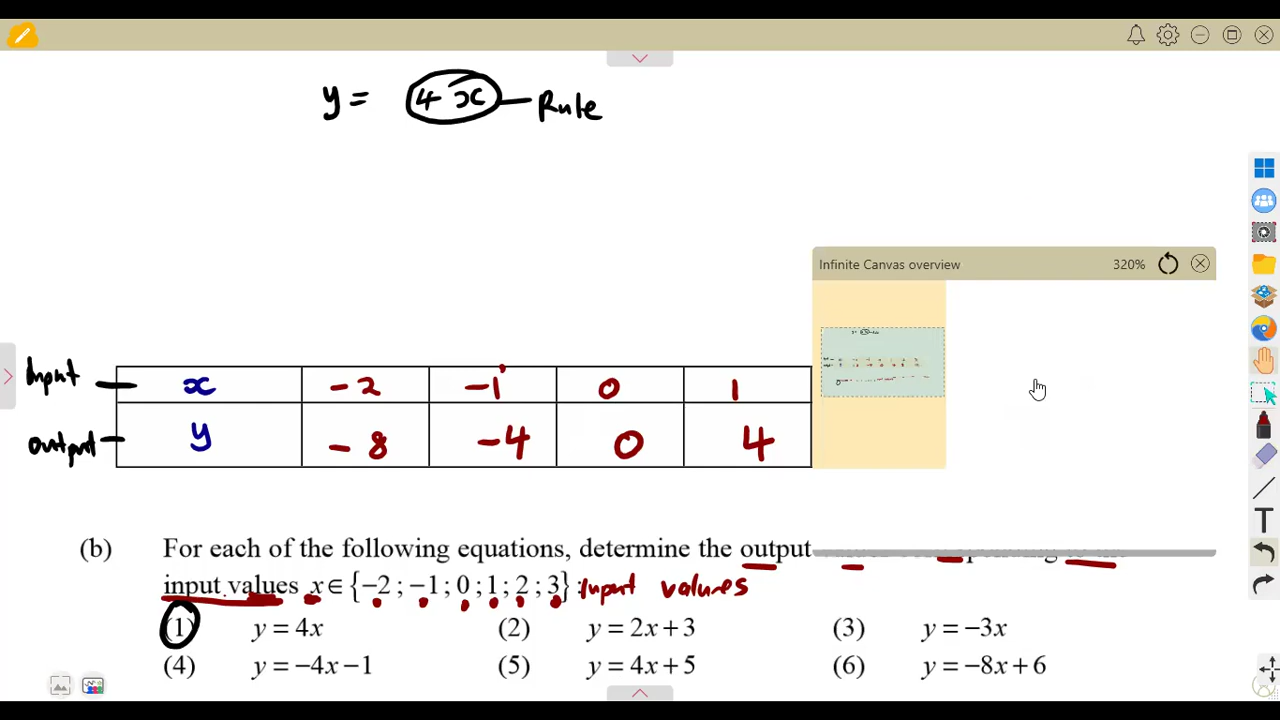 y = 4x — Rule
Infinite Canvas overview 320%
Input x -2 -1 0 1
output y -8 -4 0 4
(b) For each of the following equations, determine the output
input values x ∈ {−2 ; −1 ; 0 ; 1 ; 2 ; 3} : Input values
(1) y = 4x (2) y = 2x + 3 (3) y = −3x
(4) y = −4x − 1 (5) y = 4x + 5 (6) y = −8x + 6